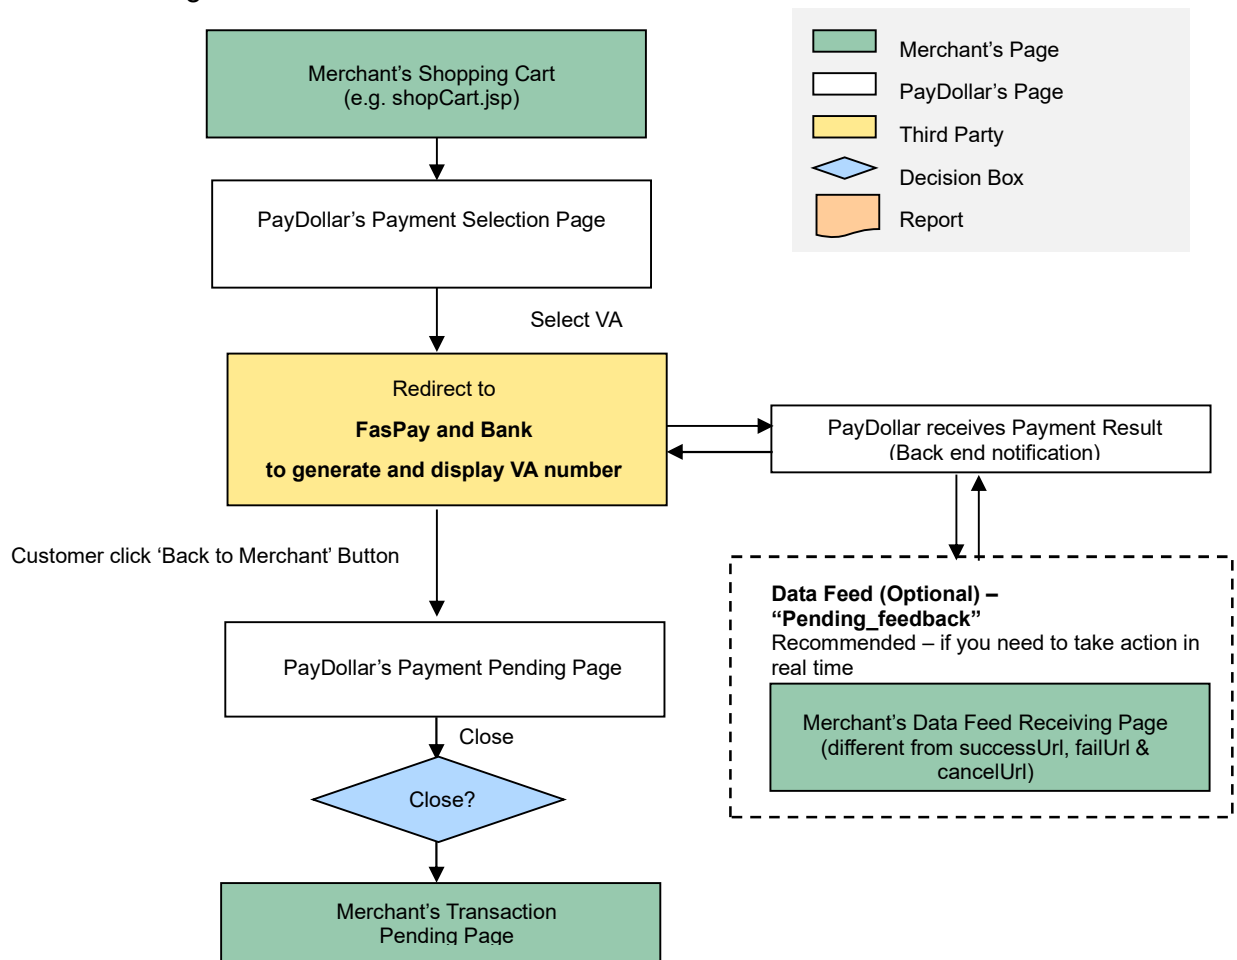 Merchant's Shopping Cart
(e.g. shopCart.jsp)
Merchant's Page
PayDollar's Page
Third Party
Decision Box
Report
PayDollar's Payment Selection Page
Select VA
Redirect to
FasPay and Bank
to generate and display VA number
PayDollar receives Payment Result
(Back end notification)
Customer click ‘Back to Merchant’ Button
Data Feed (Optional) –
“Pending_feedback”
Recommended – if you need to take action in
real time
Merchant's Data Feed Receiving Page
(different from successUrl, failUrl &
cancelUrl)
PayDollar's Payment Pending Page
Close
Close?
Merchant's Transaction
Pending Page